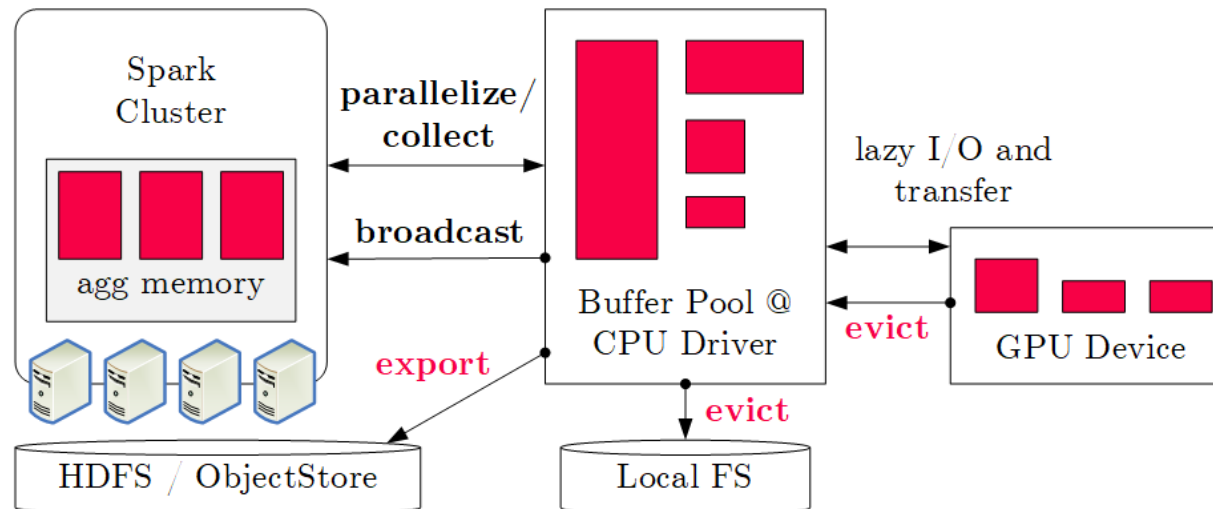 Spark
Cluster
agg memory
parallelize/
collect
broadcast
export
HDFS / ObjectStore
Buffer Pool @
CPU Driver
evict
Local FS
lazy I/O and
transfer
evict
GPU Device